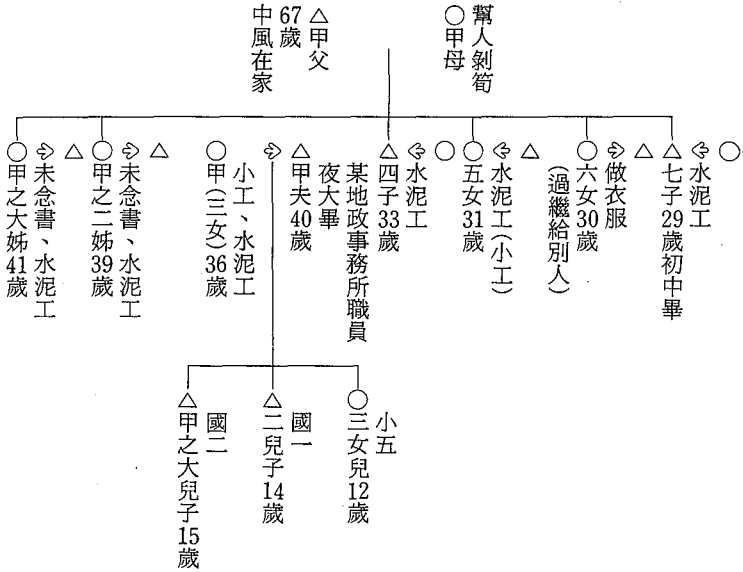 △甲父
67歲
中風在家
幫人剝筍
○甲母
△
未念書、水泥工
○甲之大姊41歲
△
未念書、水泥工
○甲之二姊39歲
小工、水泥工
○甲(三女)36歲
某地政事務所職員
夜大畢
△甲夫40歲
○
水泥工
△四子33歲
△
水泥工(小工)
○五女31歲
△
做衣服
○六女30歲
(過繼給別人)
○
水泥工
△七子29歲初中畢
國二
△甲之大兒子15歲
國一
△二兒子14歲
小五
○三女兒12歲